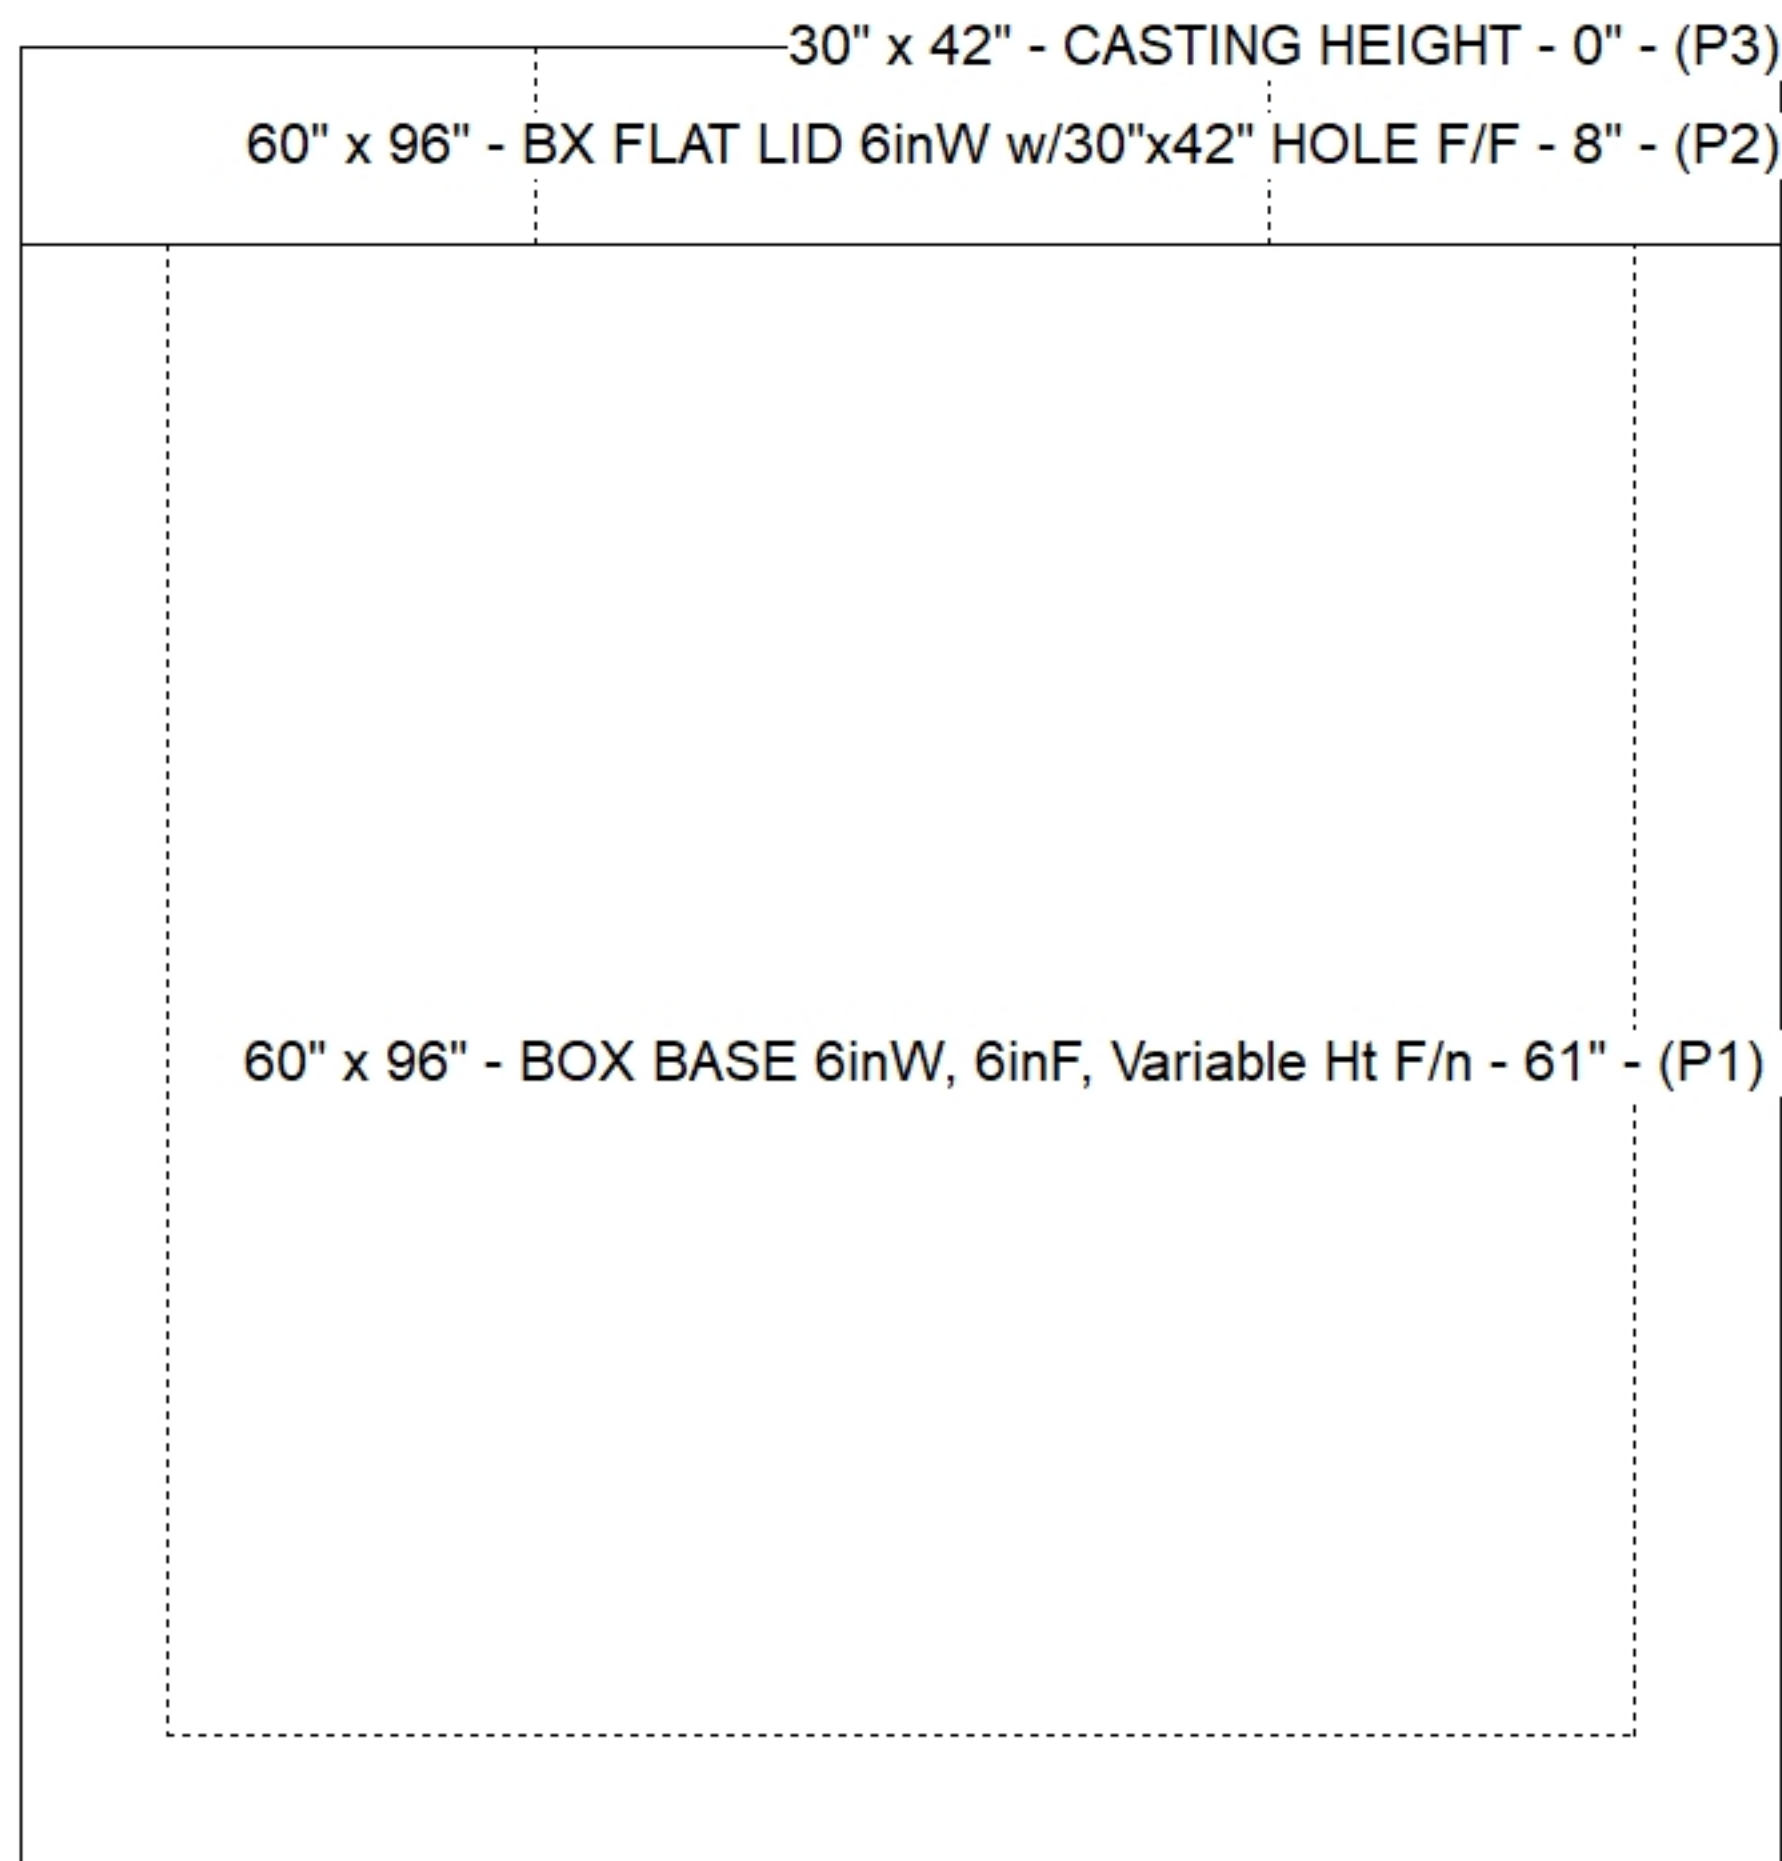 30" x 42" - CASTING HEIGHT - 0" - (P3)
60" x 96" - BX FLAT LID 6inW w/30"x42" HOLE F/F - 8" - (P2)
60" x 96" - BOX BASE 6inW, 6inF, Variable Ht F/n - 61" - (P1)